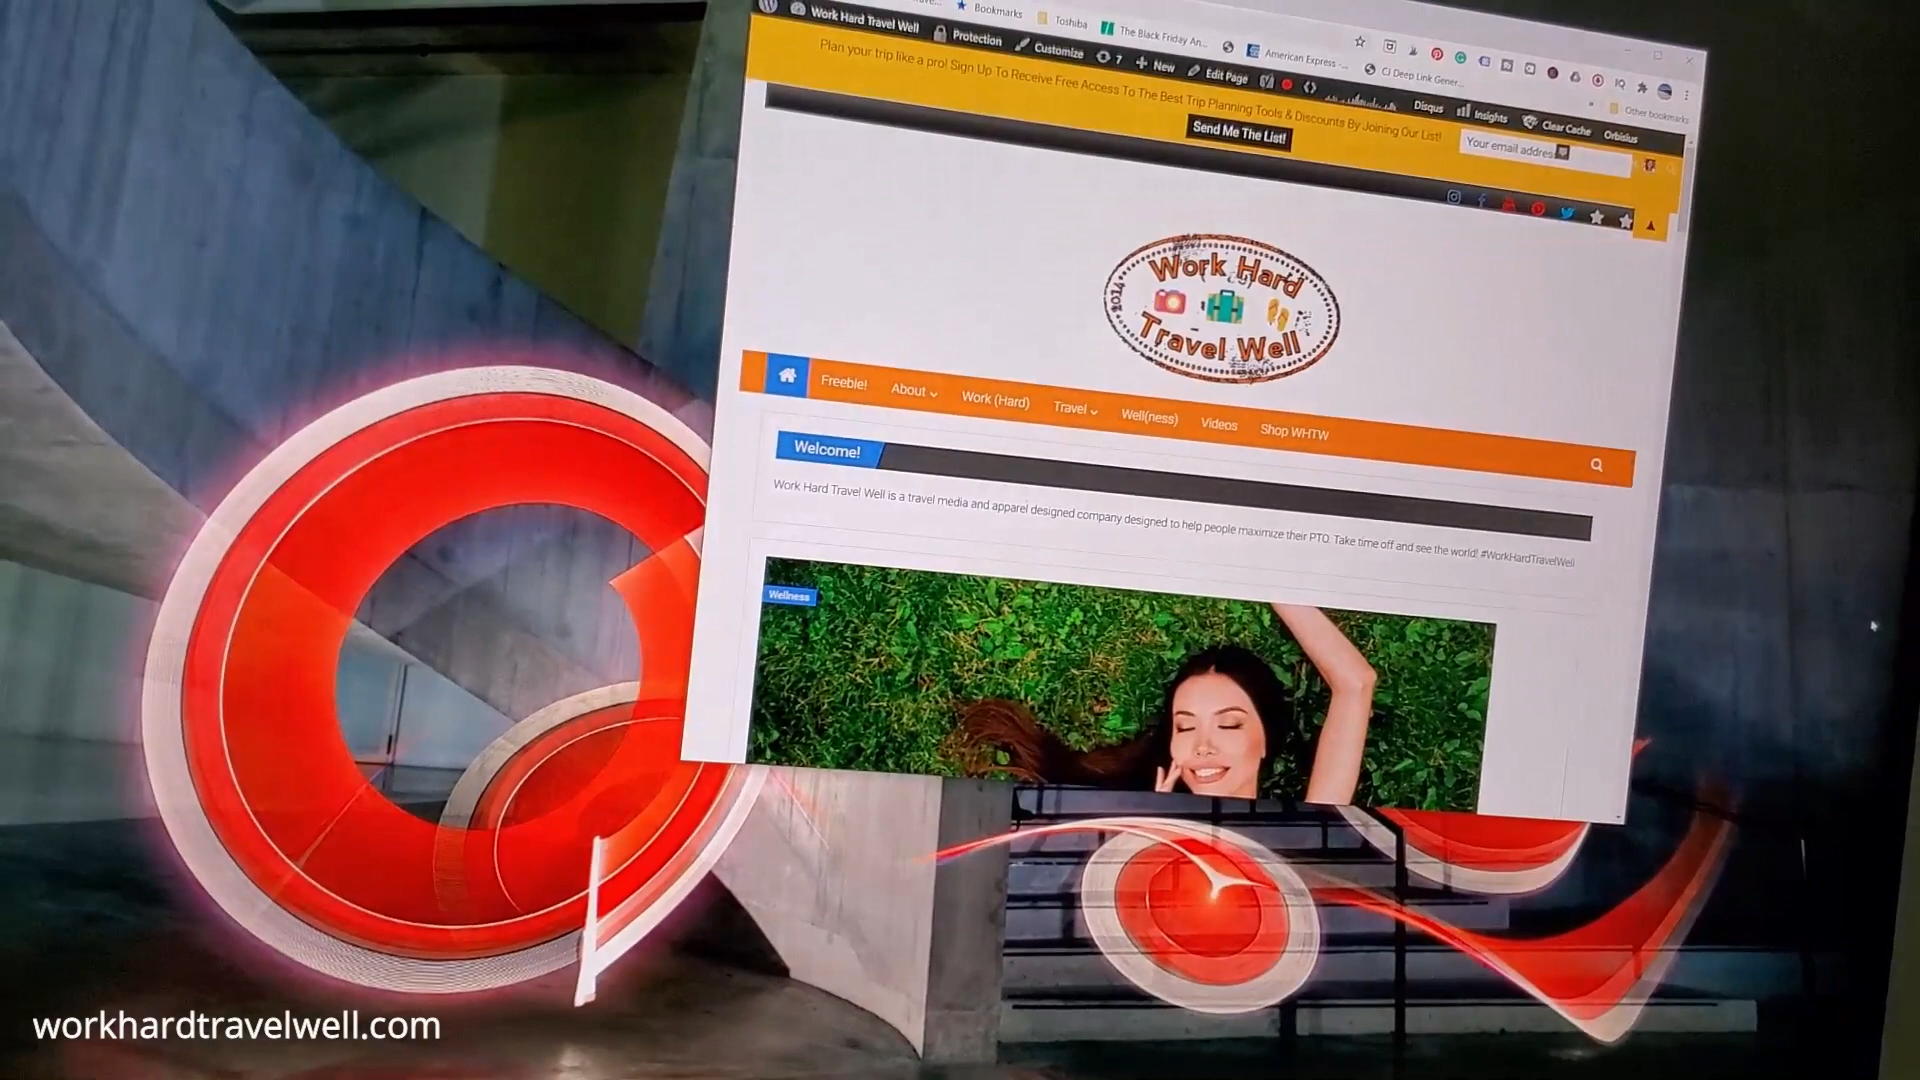 Bookmarks
Toshiba
The Black Friday An...
American Express -...
CJ Deep Link Gener...
Other bookmarks
Work Hard Travel Well
Protection
Customize
7
New
Edit Page
Disqus
Insights
Clear Cache
Orbisius
Plan your trip like a pro! Sign Up To Receive Free Access To The Best Trip Planning Tools & Discounts By Joining Our List!
Your email address
Send Me The List!
Work Hard
2014
Travel Well
Freebie!
About
Work (Hard)
Travel
Well(ness)
Videos
Shop WHTW
Welcome!
Work Hard Travel Well is a travel media and apparel designed company designed to help people maximize their PTO. Take time off and see the world! #WorkHardTravelWell
Wellness
workhardtravelwell.com